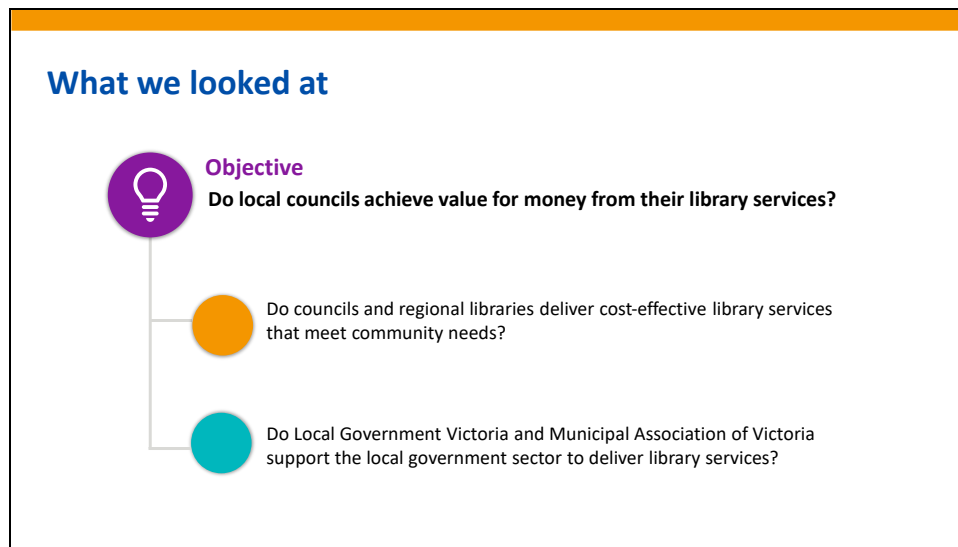 What we looked at
Objective
Do local councils achieve value for money from their library services?
Do councils and regional libraries deliver cost-effective library services
that meet community needs?
Do Local Government Victoria and Municipal Association of Victoria
support the local government sector to deliver library services?